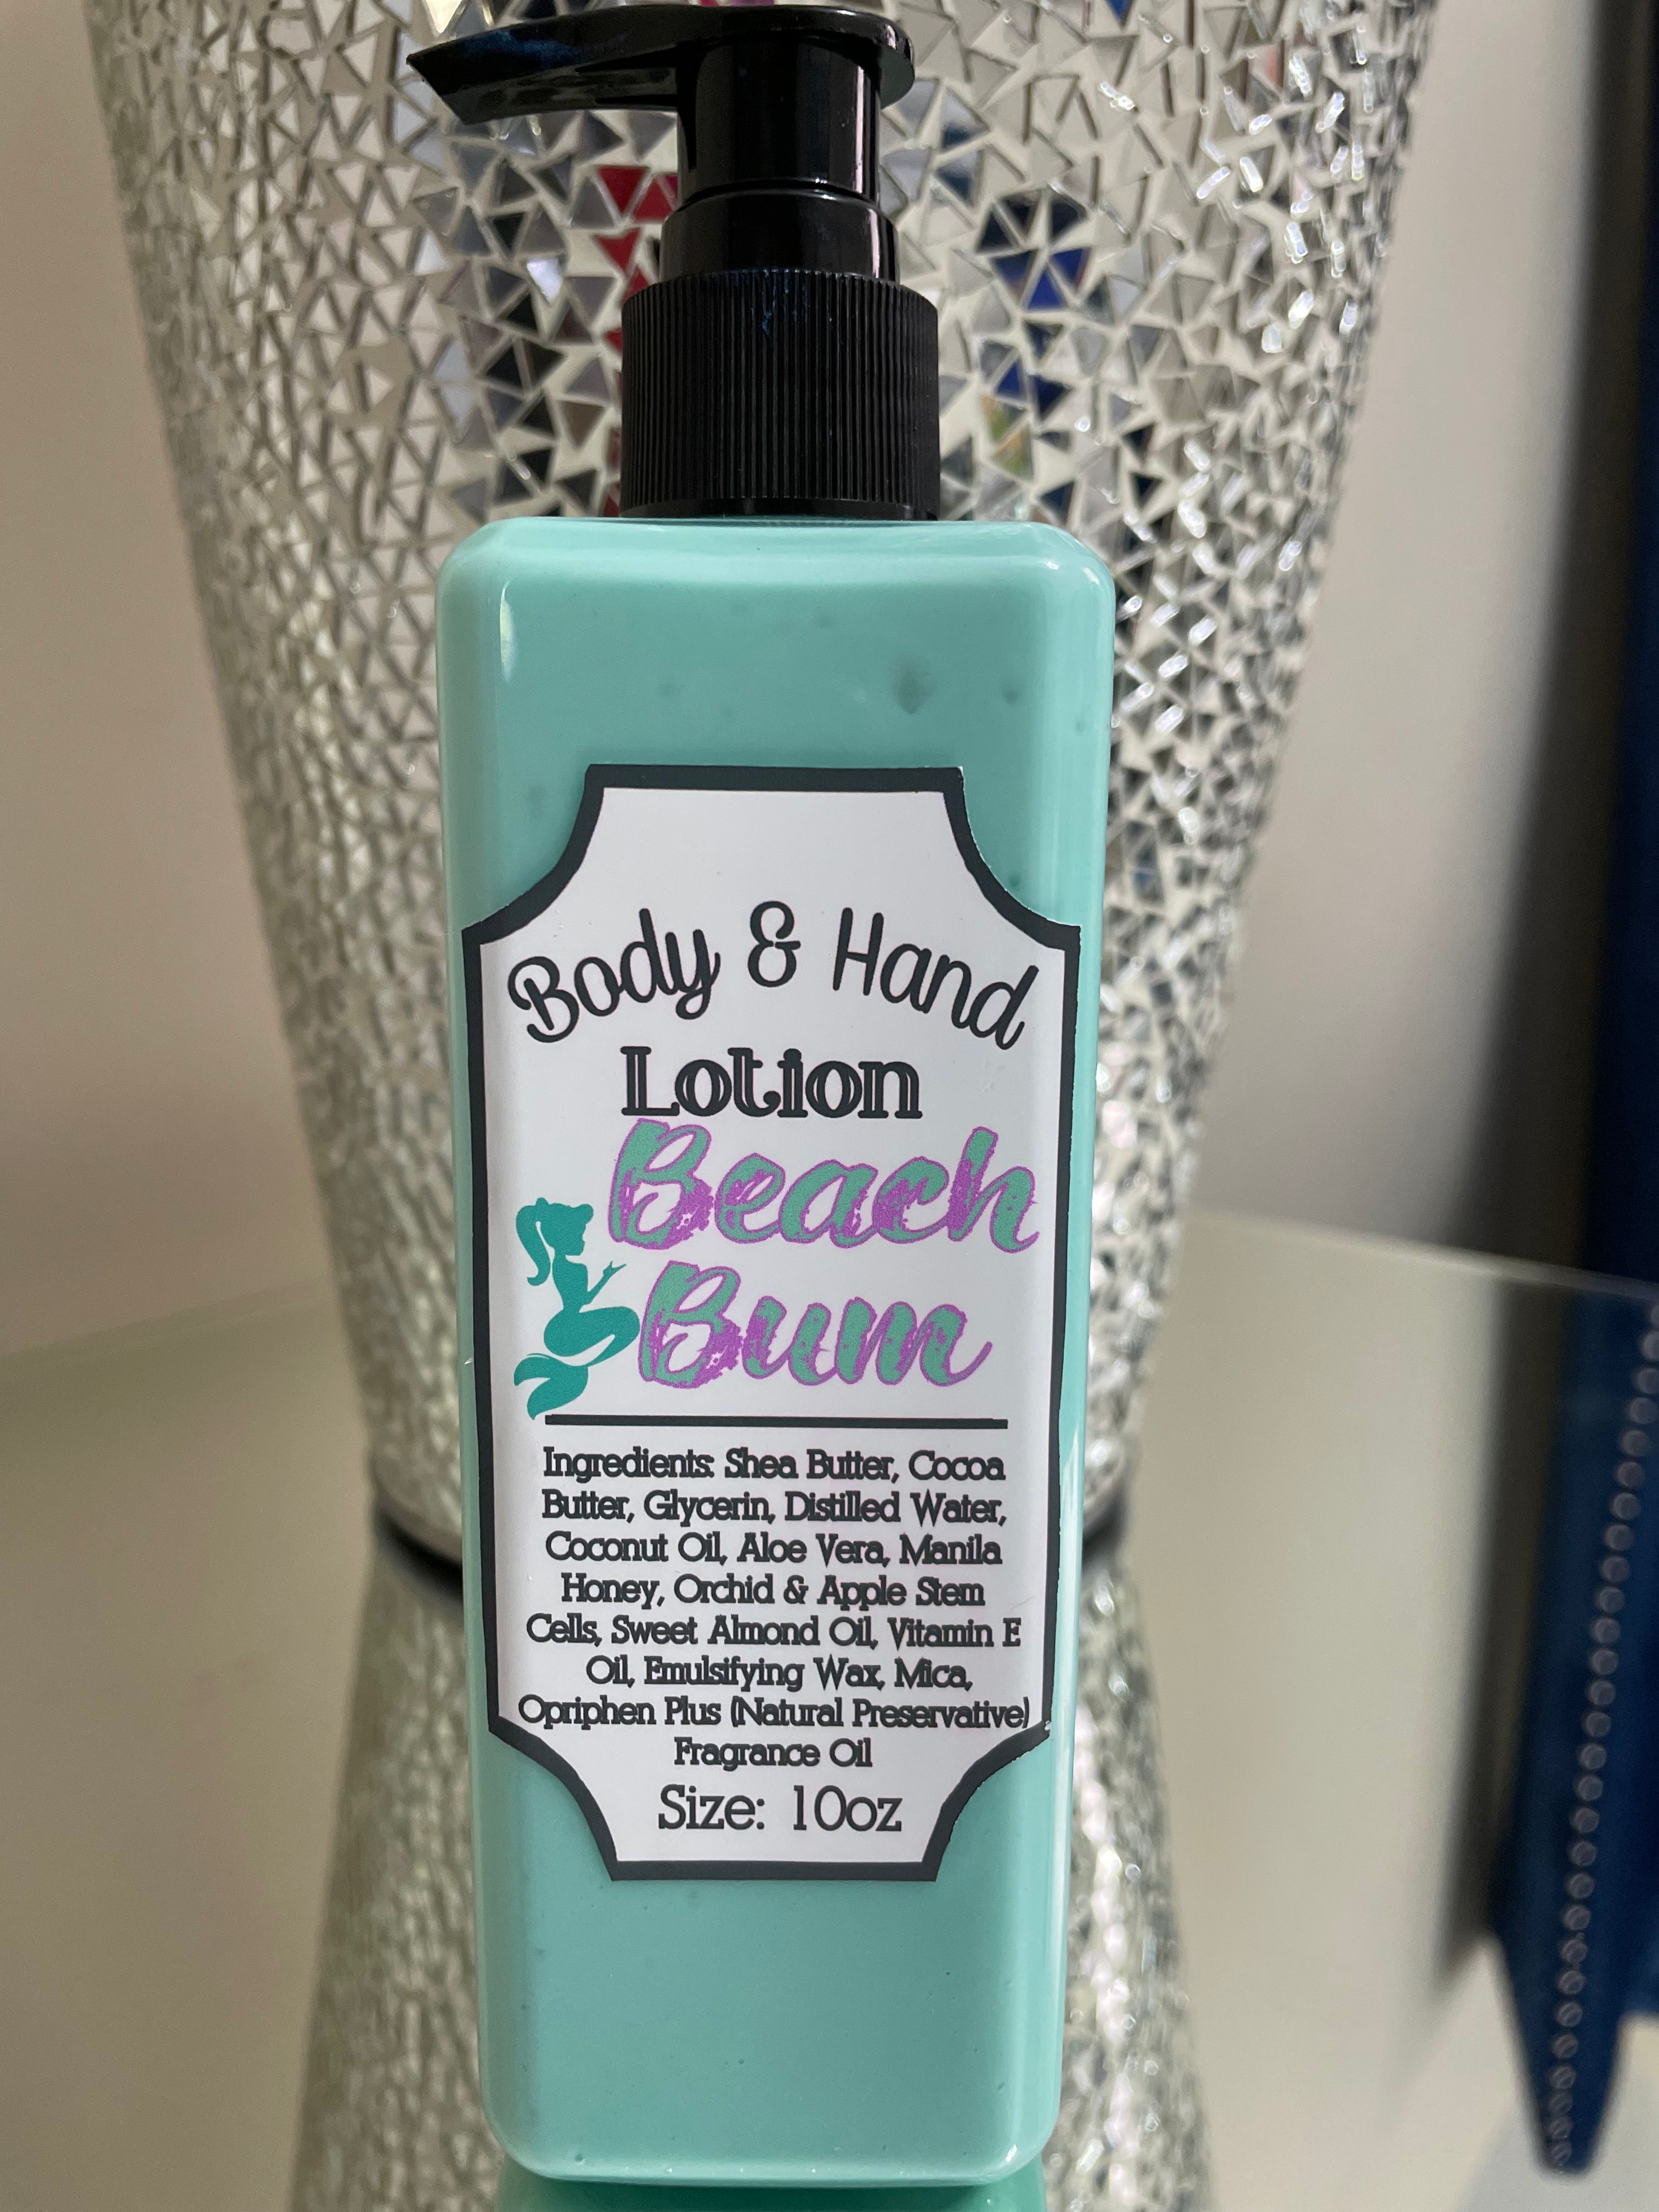 Body & Hand
Lotion
Beach
Bum
Ingredients: Shea Butter, Cocoa
Butter, Glycerin, Distilled Water,
Coconut Oil, Aloe Vera, Manila
Honey, Orchid & Apple Stem
Cells, Sweet Almond Oil, Vitamin E
Oil, Emulsifying Wax, Mica,
Opriphen Plus (Natural Preservative)
Fragrance Oil
Size: 10oz